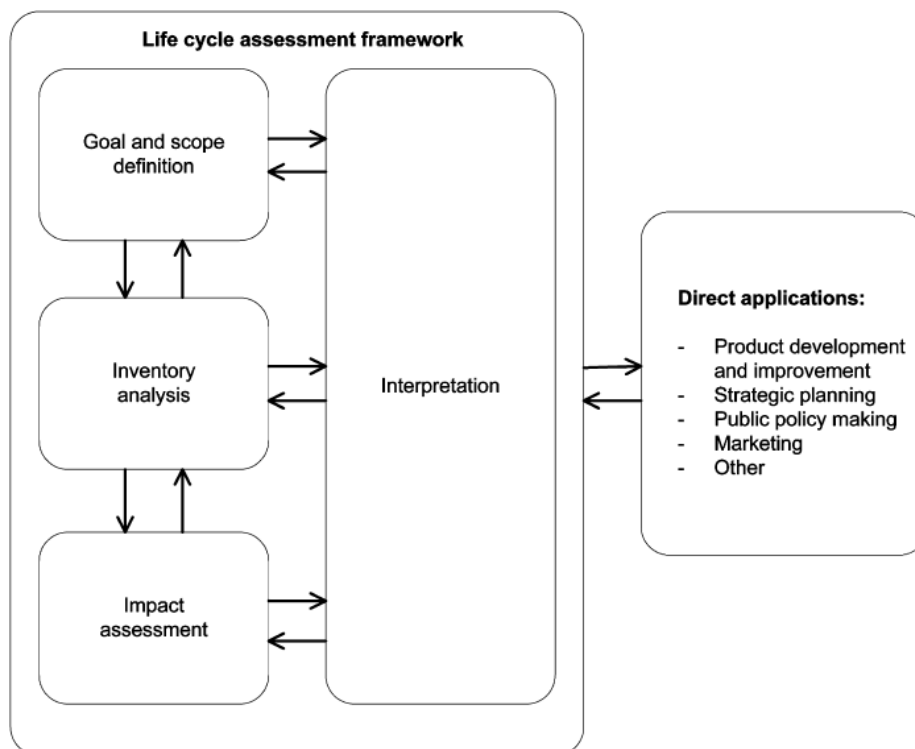 Life cycle assessment framework
Goal and scope
definition
Inventory
analysis
Impact
assessment
Interpretation
Direct applications:
- Product development
and improvement
- Strategic planning
- Public policy making
- Marketing
- Other